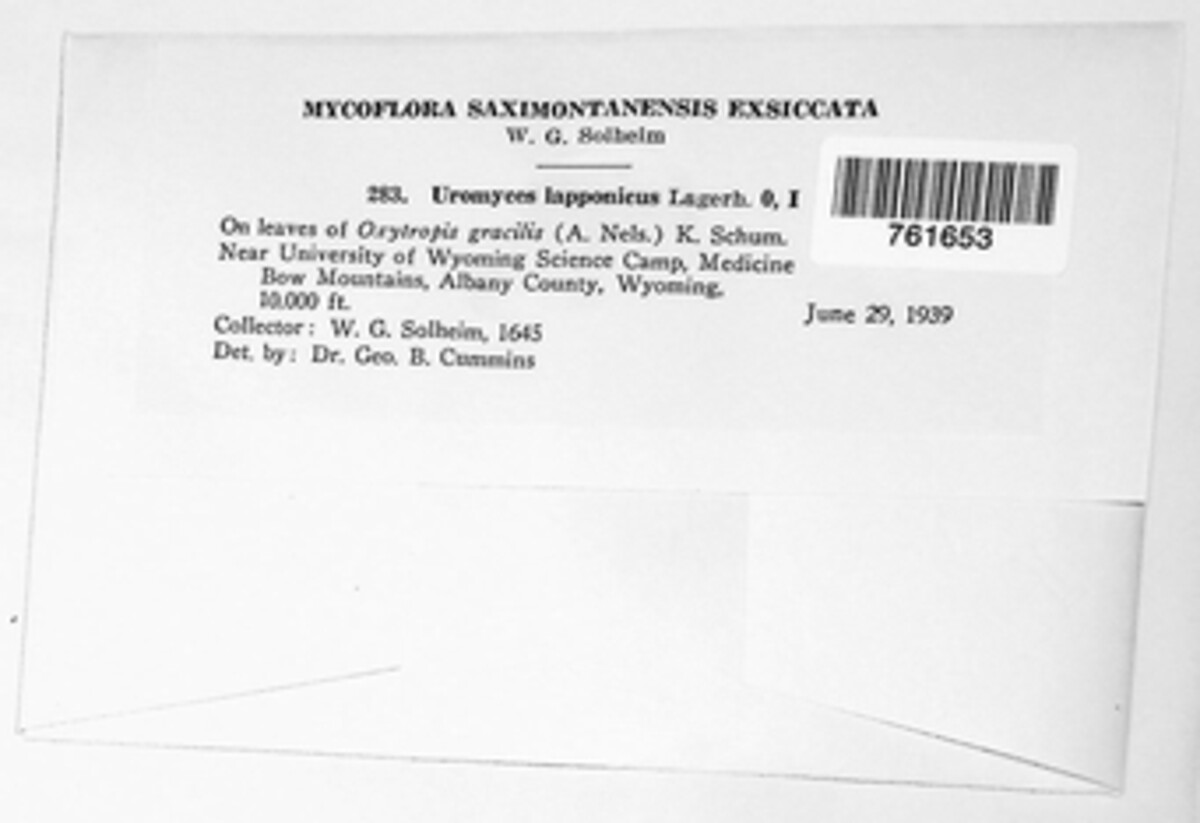 MYCOFLORA SAXIMONTANENSIS EXSICCATA
W. G. Solheim
283. Uromyces lapponicus Lagerh. 0, I
761653
On leaves of Oxytropis gracilis (A. Nels.) K. Schum.
Near University of Wyoming Science Camp, Medicine
Bow Mountains, Albany County, Wyoming,
10,000 ft.
June 29, 1939
Collector: W. G. Solheim, 1645
Det. by: Dr. Geo. B. Cummins